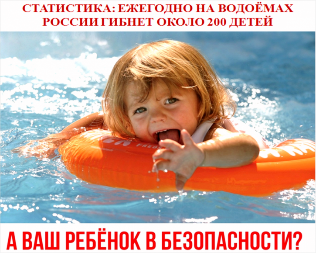 СТАТИСТИКА: ЕЖЕГОДНО НА ВОДОЁМАХ
РОССИИ ГИБНЕТ ОКОЛО 200 ДЕТЕЙ
А ВАШ РЕБЁНОК В БЕЗОПАСНОСТИ?